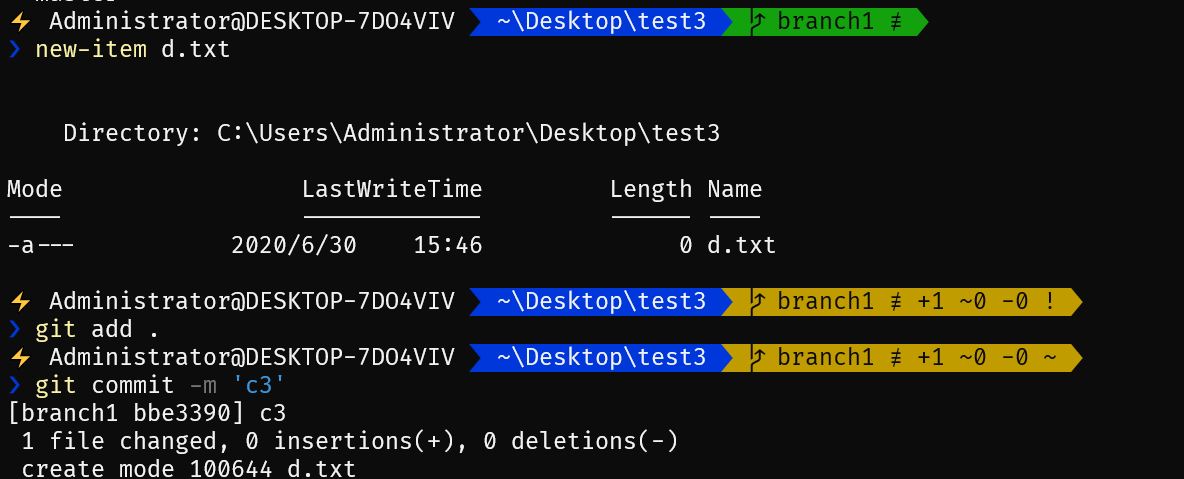 ⚡ Administrator@DESKTOP-7DO4VIV ~\Desktop\test3 branch1 ≢
❯ new-item d.txt
Directory: C:\Users\Administrator\Desktop\test3
Mode LastWriteTime Length Name
---- ------------- ------ ----
-a--- 2020/6/30 15:46 0 d.txt
⚡ Administrator@DESKTOP-7DO4VIV ~\Desktop\test3 branch1 ≢ +1 ~0 -0 !
❯ git add .
⚡ Administrator@DESKTOP-7DO4VIV ~\Desktop\test3 branch1 ≢ +1 ~0 -0 ~
❯ git commit -m 'c3'
[branch1 bbe3390] c3
1 file changed, 0 insertions(+), 0 deletions(-)
create mode 100644 d.txt